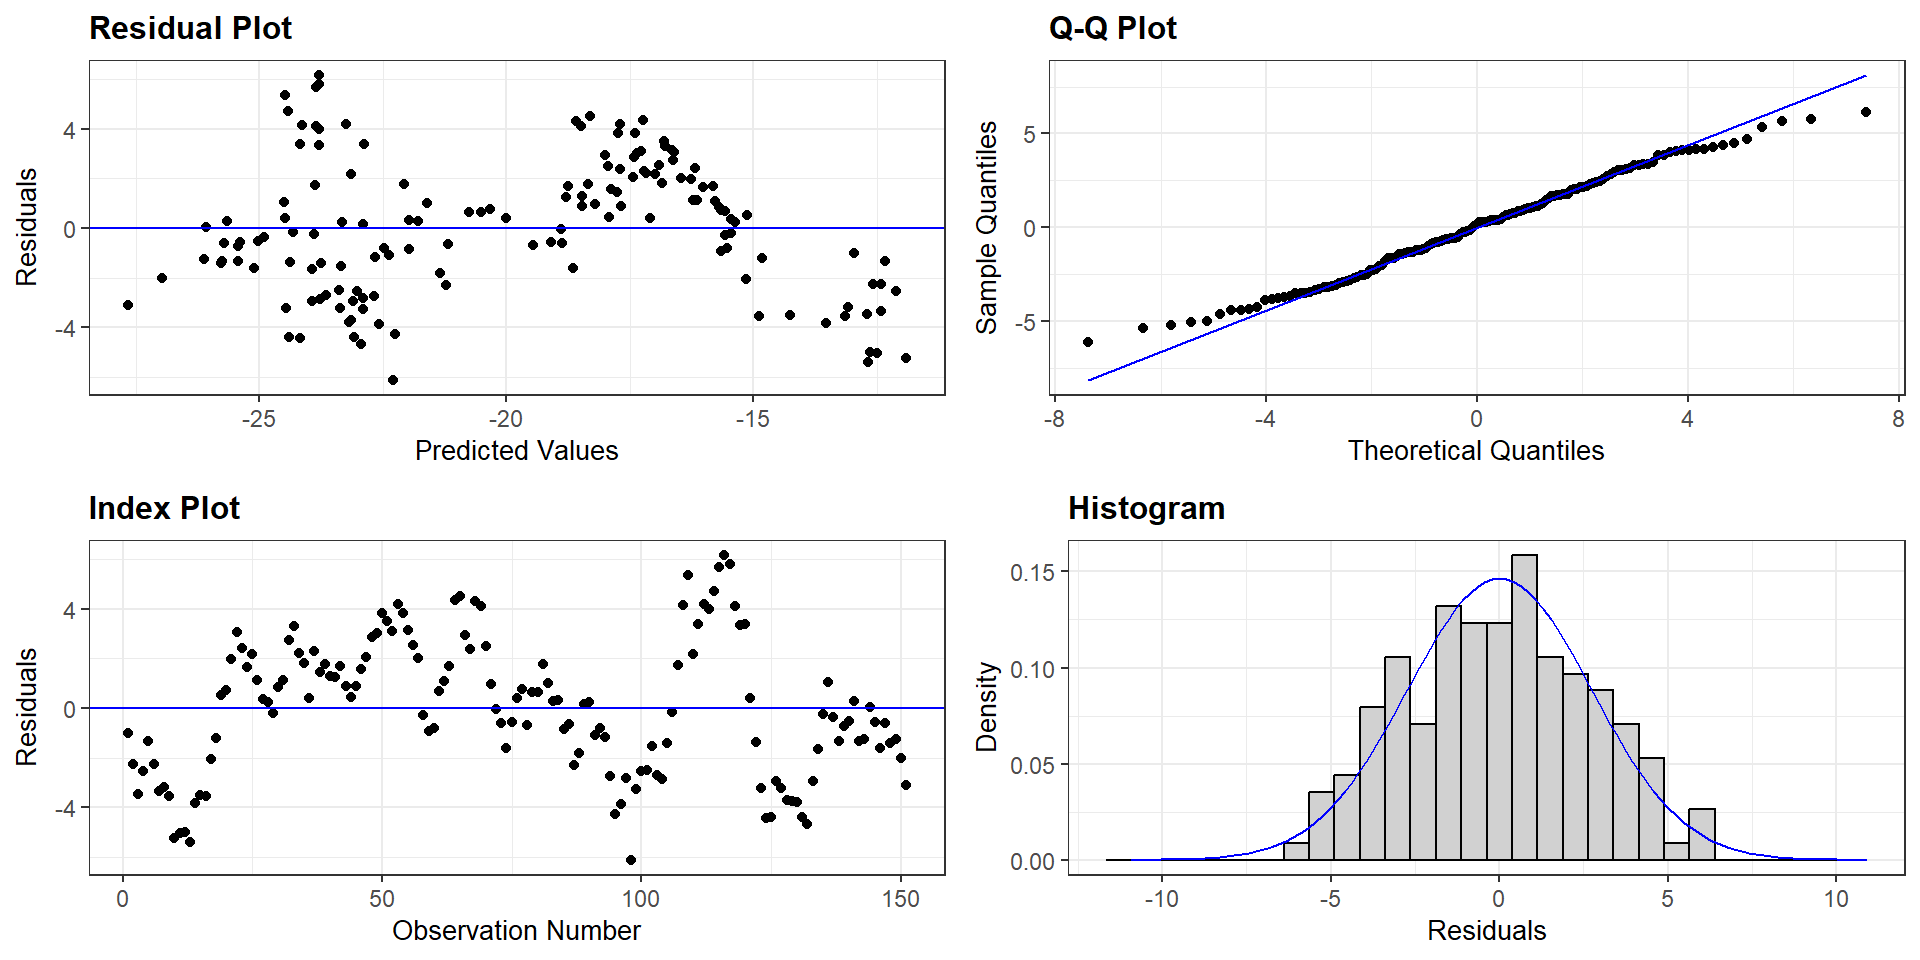 Residual Plot
4
0
-4
Residuals
-25 -20 -15
Predicted Values
Q-Q Plot
5
0
-5
Sample Quantiles
-8 -4 0 4 8
Theoretical Quantiles
Index Plot
4
0
-4
Residuals
0 50 100 150
Observation Number
Histogram
0.15
0.10
0.05
0.00
Density
-10 -5 0 5 10
Residuals